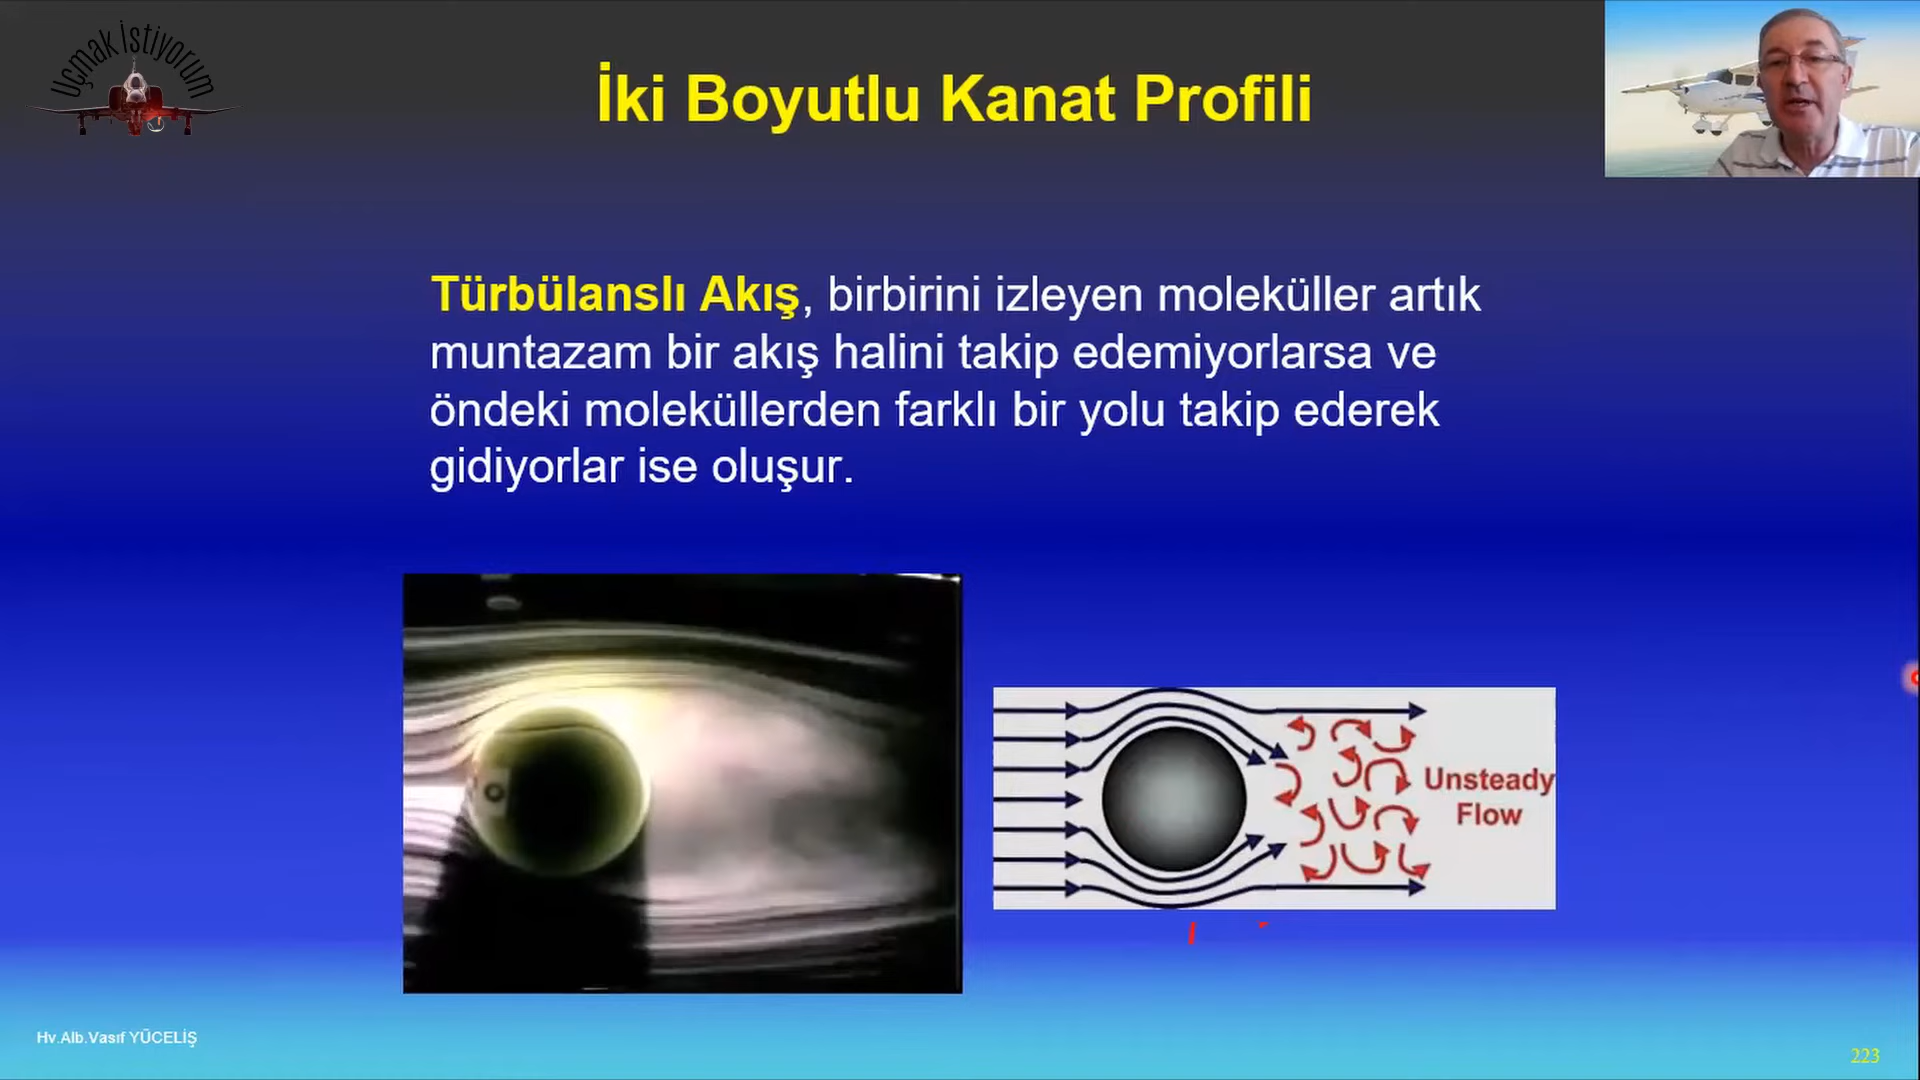 Uçmak İstiyorum
İki Boyutlu Kanat Profili
Türbülanslı Akış, birbirini izleyen moleküller artık
muntazam bir akış halini takip edemiyorlarsa ve
öndeki moleküllerden farklı bir yolu takip ederek
gidiyorlar ise oluşur.
Unsteady
Flow
Hv.Alb.Vasıf YÜCELİŞ
223